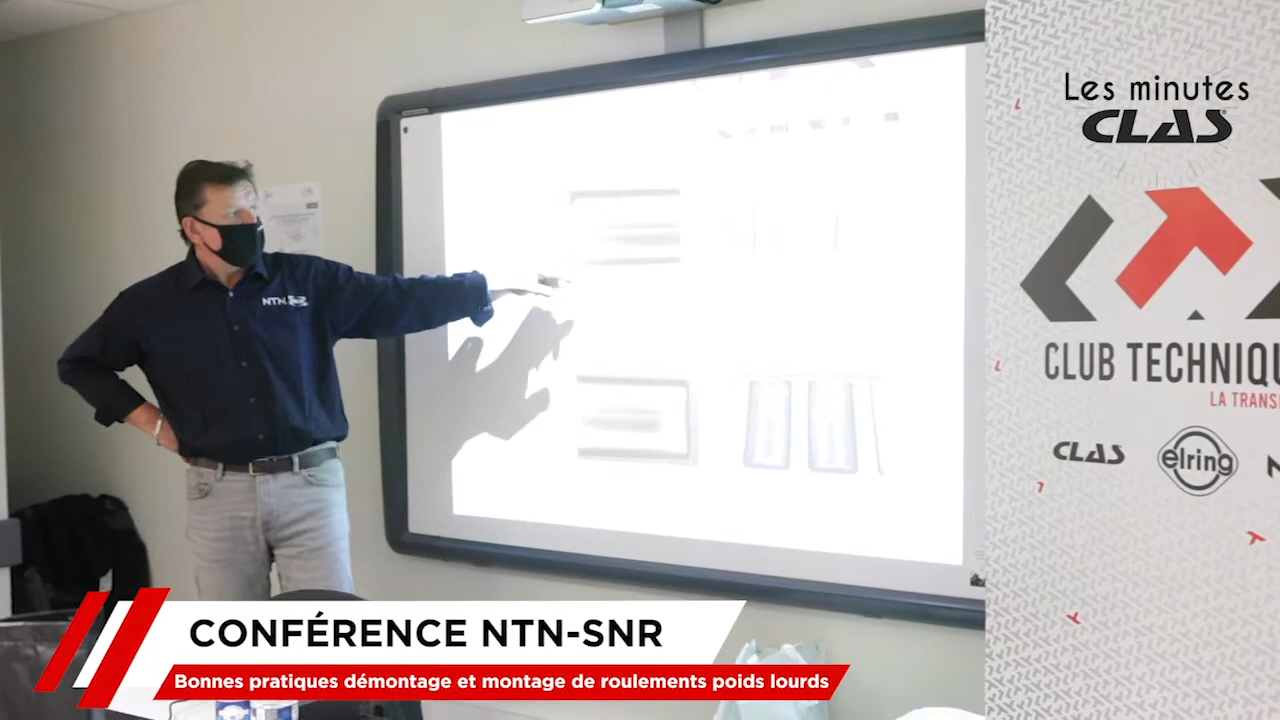 Les minutes
CLAS
CLUB TECHNIQU
LA TRANS
CLAS
elring
N
NTN
CONFÉRENCE NTN-SNR
Bonnes pratiques démontage et montage de roulements poids lourds